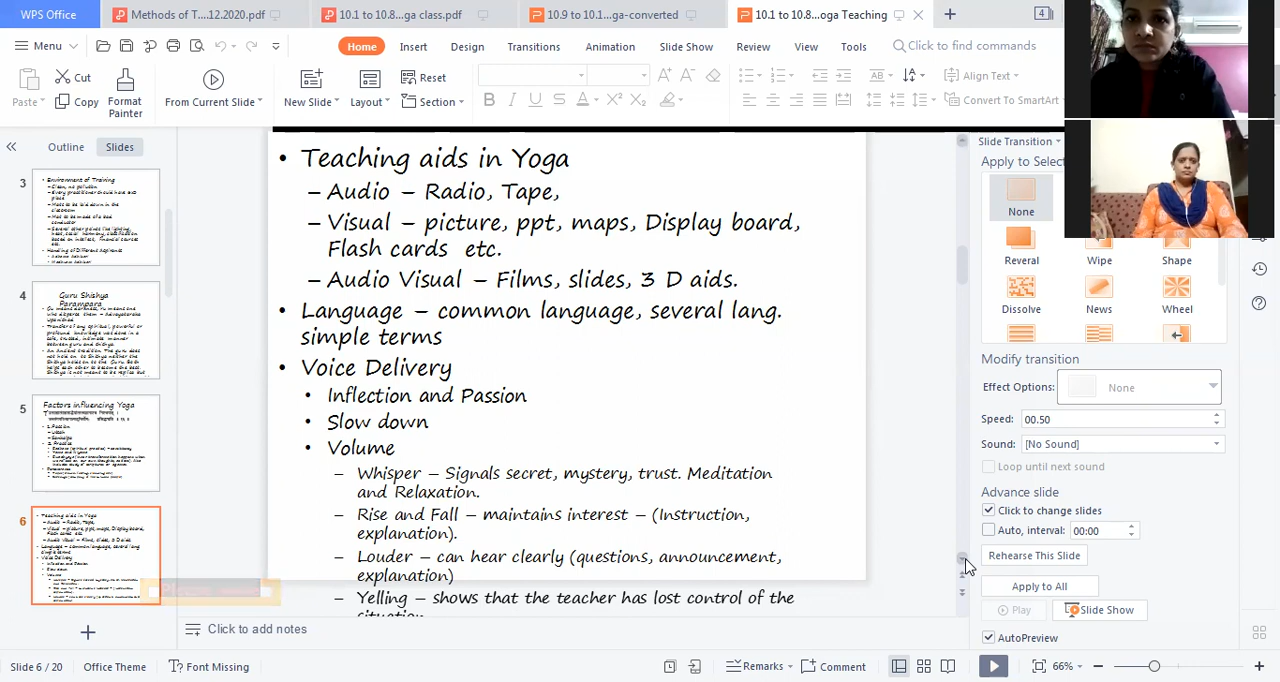 WPS Office
Methods of T....12.2020.pdf
10.1 to 10.8...ga class.pdf
10.9 to 10.1...ga-converted
10.1 to 10.8...oga Teaching
4
Menu
Home
Insert
Design
Transitions
Animation
Slide Show
Review
View
Tools
Click to find commands
Paste
Cut
Copy
Format
Painter
From Current Slide
New Slide
Layout
Reset
Section
Align Text
Convert To SmartArt
Outline
Slides
3
4
Guru Shishya
Parampara
5
Factors influencing Yoga
6
• Teaching aids in Yoga
– Audio – Radio, Tape,
– Visual – picture, ppt, maps, Display board,
Flash cards etc.
– Audio Visual – Films, slides, 3 D aids.
• Language – common language, several lang.
simple terms
• Voice Delivery
• Inflection and Passion
• Slow down
• Volume
– Whisper – Signals secret, mystery, trust. Meditation
and Relaxation.
– Rise and Fall – maintains interest – (Instruction,
explanation).
– Louder – can hear clearly (questions, announcement,
explanation)
– Yelling – shows that the teacher has lost control of the
situation
Slide Transition
Apply to Selec
None
Reveral
Wipe
Shape
Dissolve
News
Wheel
Modify transition
Effect Options:
None
Speed:
00.50
Sound:
[No Sound]
Loop until next sound
Advance slide
Click to change slides
Auto, interval:
00:00
Rehearse This Slide
Apply to All
Play
Slide Show
AutoPreview
Click to add notes
Slide 6 / 20
Office Theme
Font Missing
Remarks
Comment
66%